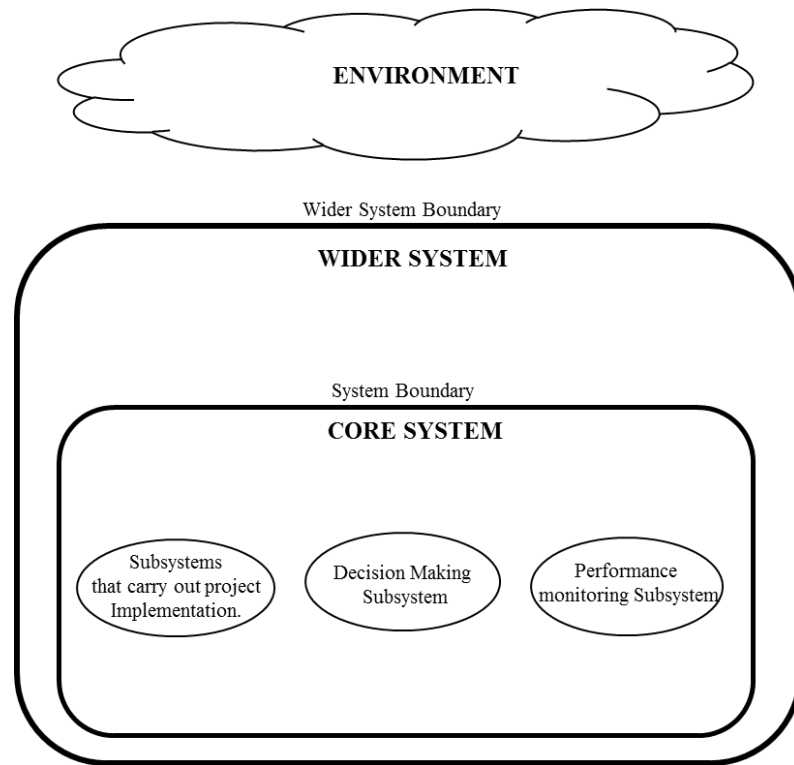 ENVIRONMENT
Wider System Boundary
WIDER SYSTEM
System Boundary
CORE SYSTEM
Subsystems
that carry out project
Implementation.
Decision Making
Subsystem
Performance
monitoring Subsystem